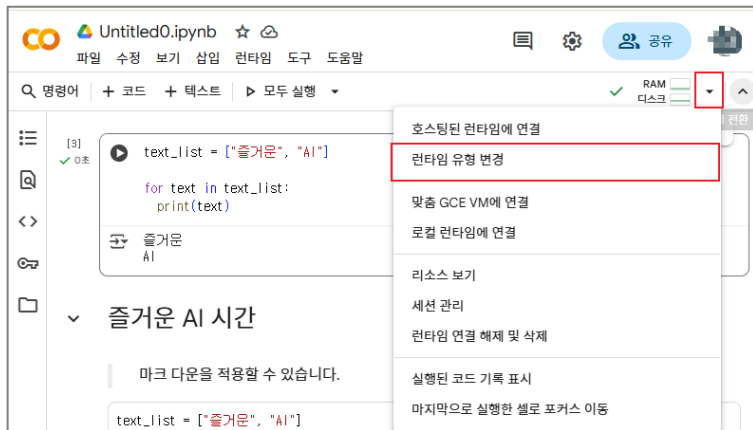 Untitled0.ipynb
공유
파일 수정 보기 삽입 런타임 도구 도움말
명령어 + 코드 + 텍스트 모두 실행
RAM
디스크
전환
[3]
0초
text_list = ["즐거운", "AI"]
for text in text_list:
print(text)
즐거운
AI
즐거운 AI 시간
마크 다운을 적용할 수 있습니다.
text_list = ["즐거운", "AI"]
호스팅된 런타임에 연결
런타임 유형 변경
맞춤 GCE VM에 연결
로컬 런타임에 연결
리소스 보기
세션 관리
런타임 연결 해제 및 삭제
실행된 코드 기록 표시
마지막으로 실행한 셀로 포커스 이동